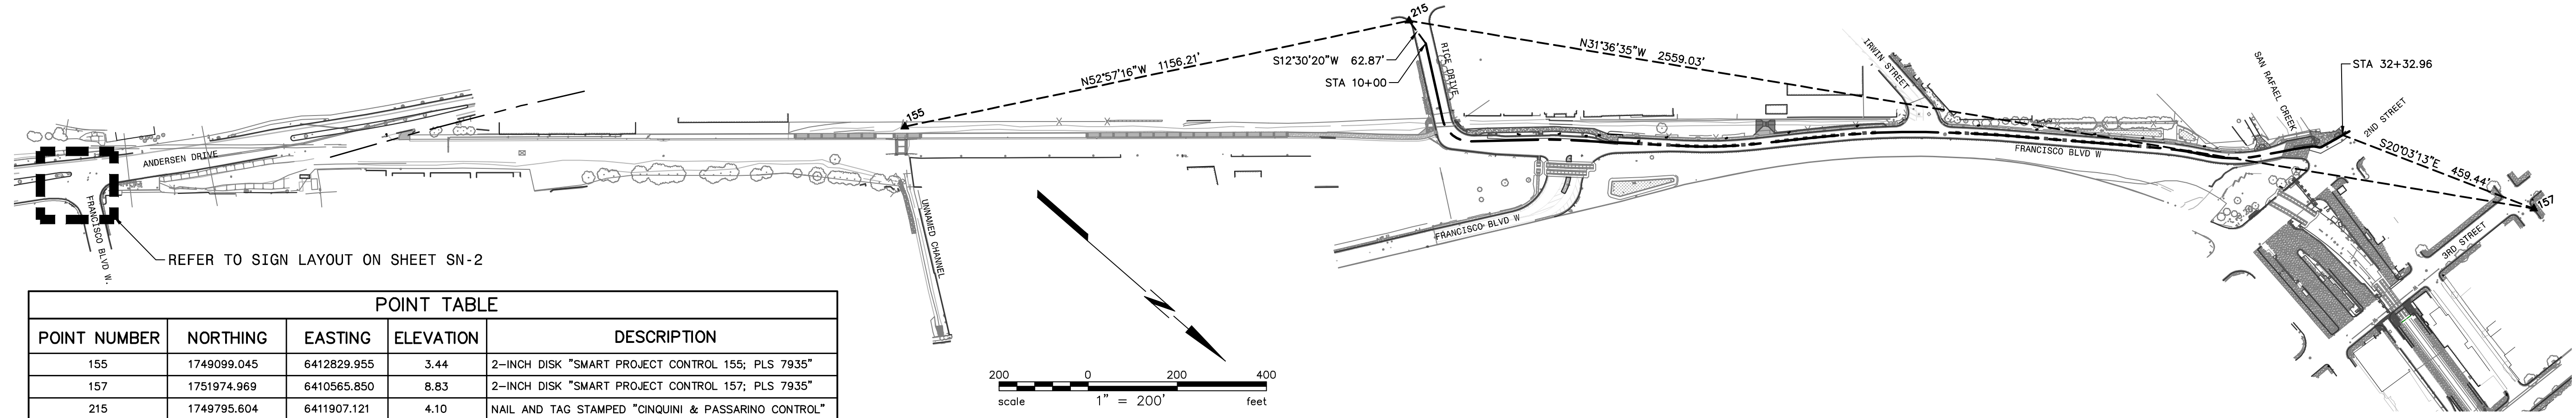 215
N52°57'16"W 1156.21'
S12°30'20"W 62.87'
STA 10+00
RICE DRIVE
N31°36'35"W 2559.03'
IRWIN STREET
SAN RAFAEL CREEK
STA 32+32.96
2ND STREET
155
ANDERSEN DRIVE
FRANCISCO BLVD W
S20°03'13"E 459.44'
157
FRANCISCO BLVD W.
UNNAMED CHANNEL
FRANCISCO BLVD W
3RD STREET
REFER TO SIGN LAYOUT ON SHEET SN-2
POINT TABLE
POINT NUMBER NORTHING EASTING ELEVATION DESCRIPTION
155 1749099.045 6412829.955 3.44 2-INCH DISK "SMART PROJECT CONTROL 155; PLS 7935"
157 1751974.969 6410565.850 8.83 2-INCH DISK "SMART PROJECT CONTROL 157; PLS 7935"
215 1749795.604 6411907.121 4.10 NAIL AND TAG STAMPED "CINQUINI & PASSARINO CONTROL"
200 0 200 400
scale 1" = 200' feet